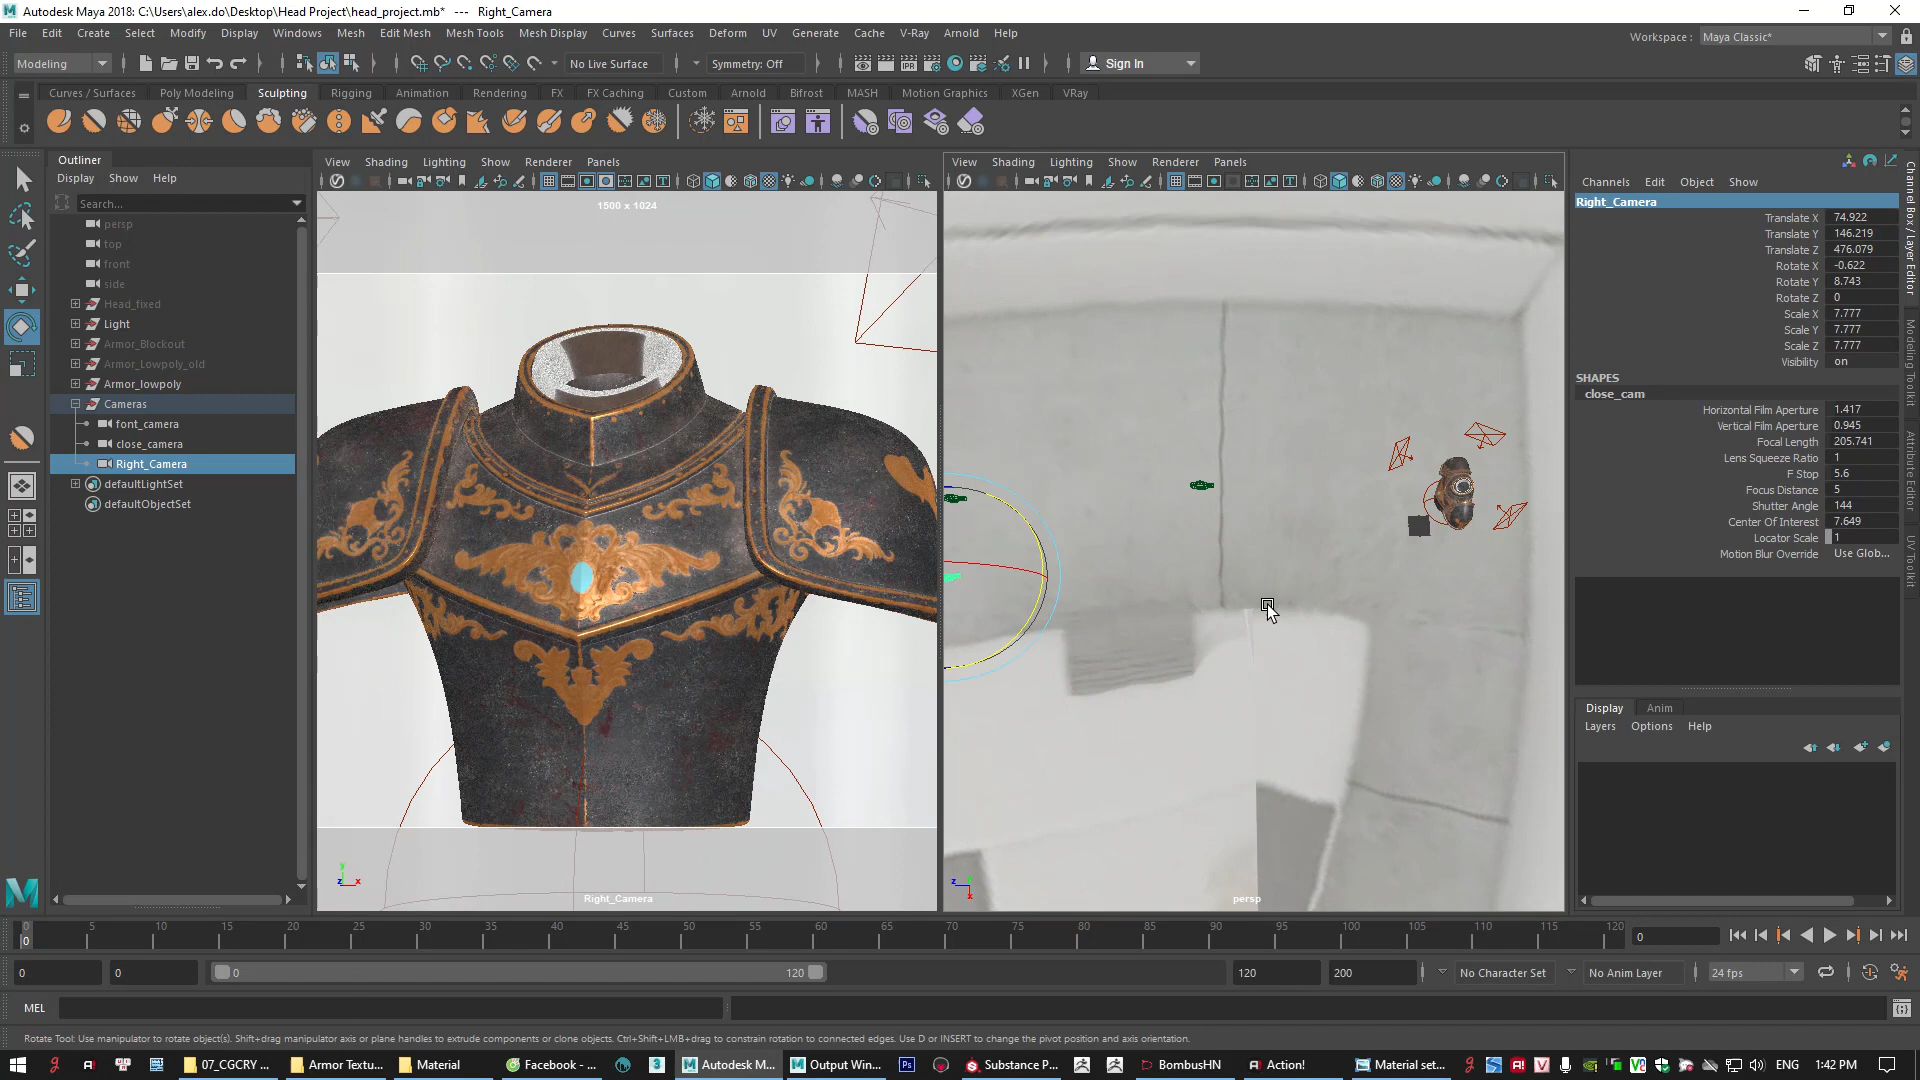 Autodesk Maya 2018: C:\Users\alex.do\Desktop\Head Project\head_project.mb* --- Right_Camera
File Edit Create Select Modify Display Windows Mesh Edit Mesh Mesh Tools Mesh Display Curves Surfaces Deform UV Generate Cache V-Ray Arnold Help
Workspace : Maya Classic*
Modeling No Live Surface Symmetry: Off Sign In
Curves / Surfaces Poly Modeling Sculpting Rigging Animation Rendering FX FX Caching Custom Arnold Bifrost MASH Motion Graphics XGen VRay
Outliner
Display Show Help
Search...
persp
top
front
side
Head_fixed
Light
Armor_Blockout
Armor_Lowpoly_old
Armor_lowpoly
Cameras
font_camera
close_camera
Right_Camera
defaultLightSet
defaultObjectSet
View Shading Lighting Show Renderer Panels
1500 x 1024
Right_Camera
View Shading Lighting Show Renderer Panels
persp
Channels Edit Object Show
Right_Camera
Translate X 74.922
Translate Y 146.219
Translate Z 476.079
Rotate X -0.622
Rotate Y 8.743
Rotate Z 0
Scale X 7.777
Scale Y 7.777
Scale Z 7.777
Visibility on
SHAPES
close_cam
Horizontal Film Aperture 1.417
Vertical Film Aperture 0.945
Focal Length 205.741
Lens Squeeze Ratio 1
F Stop 5.6
Focus Distance 5
Shutter Angle 144
Center Of Interest 7.649
Locator Scale 1
Motion Blur Override Use Glob...
Display Anim
Layers Options Help
Channel Box / Layer Editor
Modeling Toolkit
Attribute Editor
UV Toolkit
0 5 10 15 20 25 30 35 40 45 50 55 60 65 70 75 80 85 90 95 100 105 110 115 120
0
0
0 0 0 120 120 200 No Character Set No Anim Layer 24 fps
MEL
Rotate Tool: Use manipulator to rotate object(s). Shift+drag manipulator axis or plane handles to extrude components or clone objects. Ctrl+Shift+LMB+drag to constrain rotation to connected edges. Use D or INSERT to change the pivot position and axis orientation.
07_CGCRY ... Armor Textu... Material Facebook - ... Autodesk M... Output Win... Substance P... BombusHN Action! Material set... ENG 1:42 PM